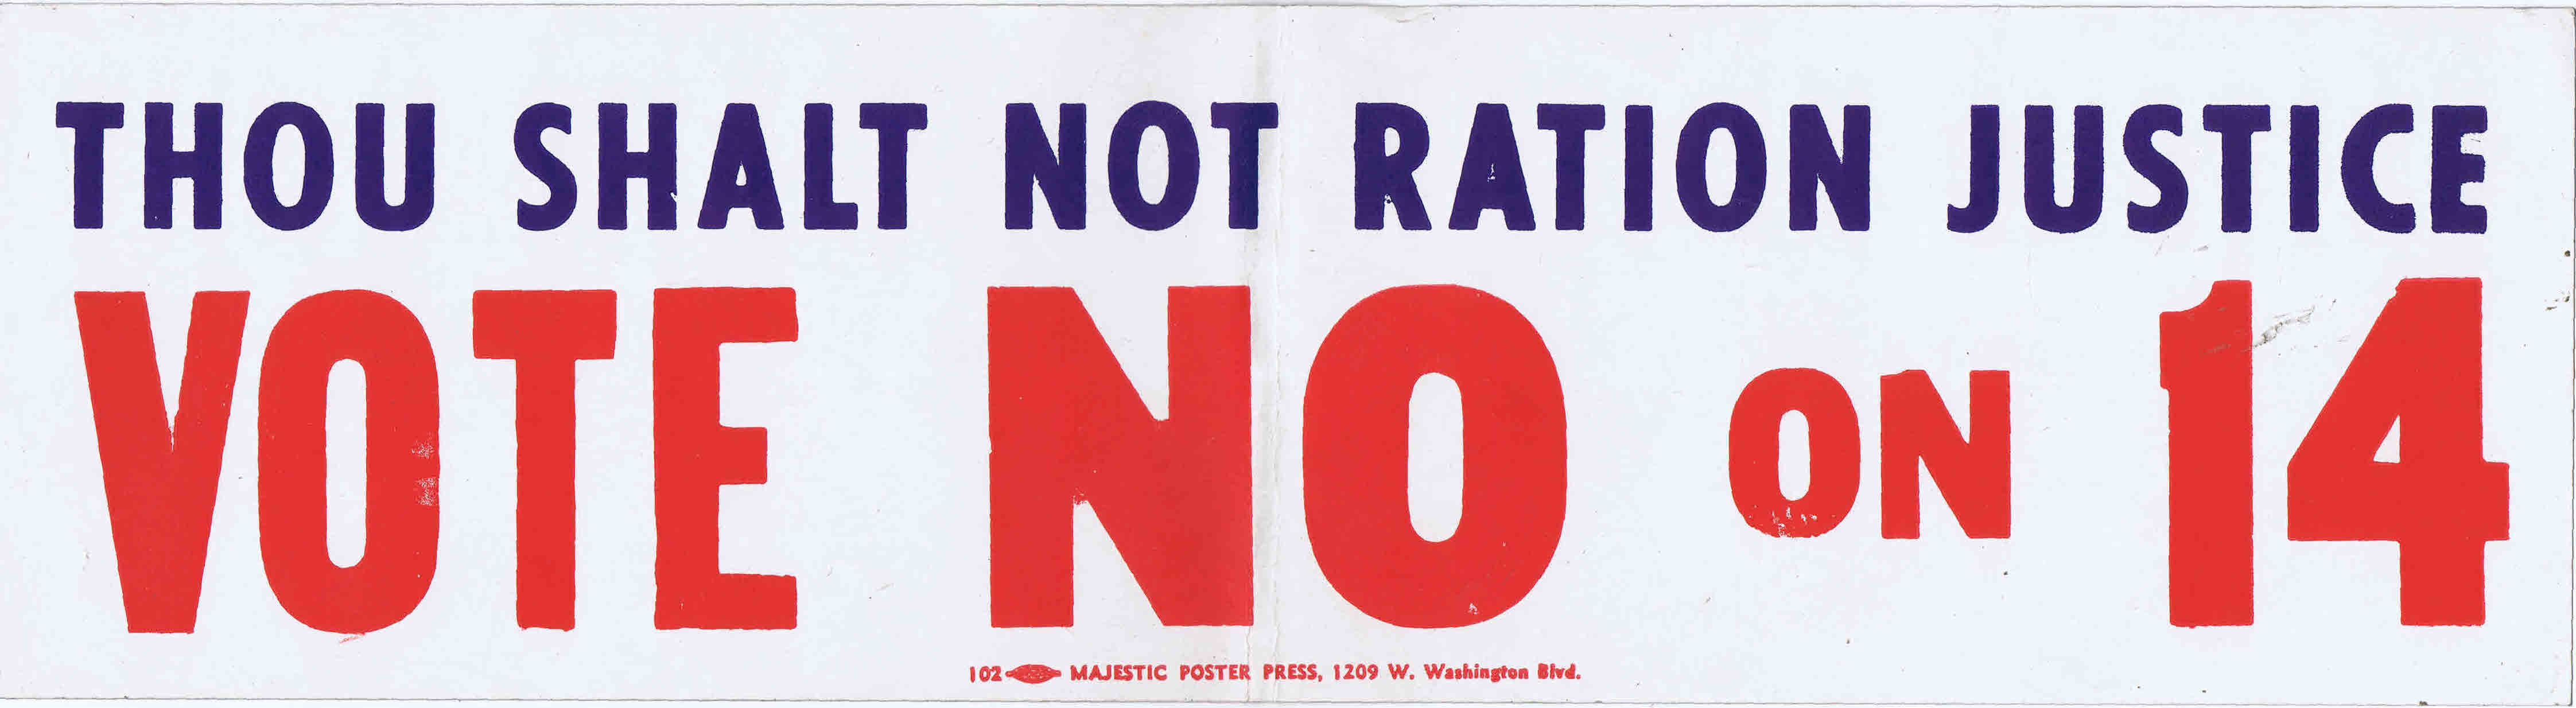 THOU SHALT NOT RATION JUSTICE
VOTE NO ON 14
102 MAJESTIC POSTER PRESS, 1209 W. Washington Blvd.